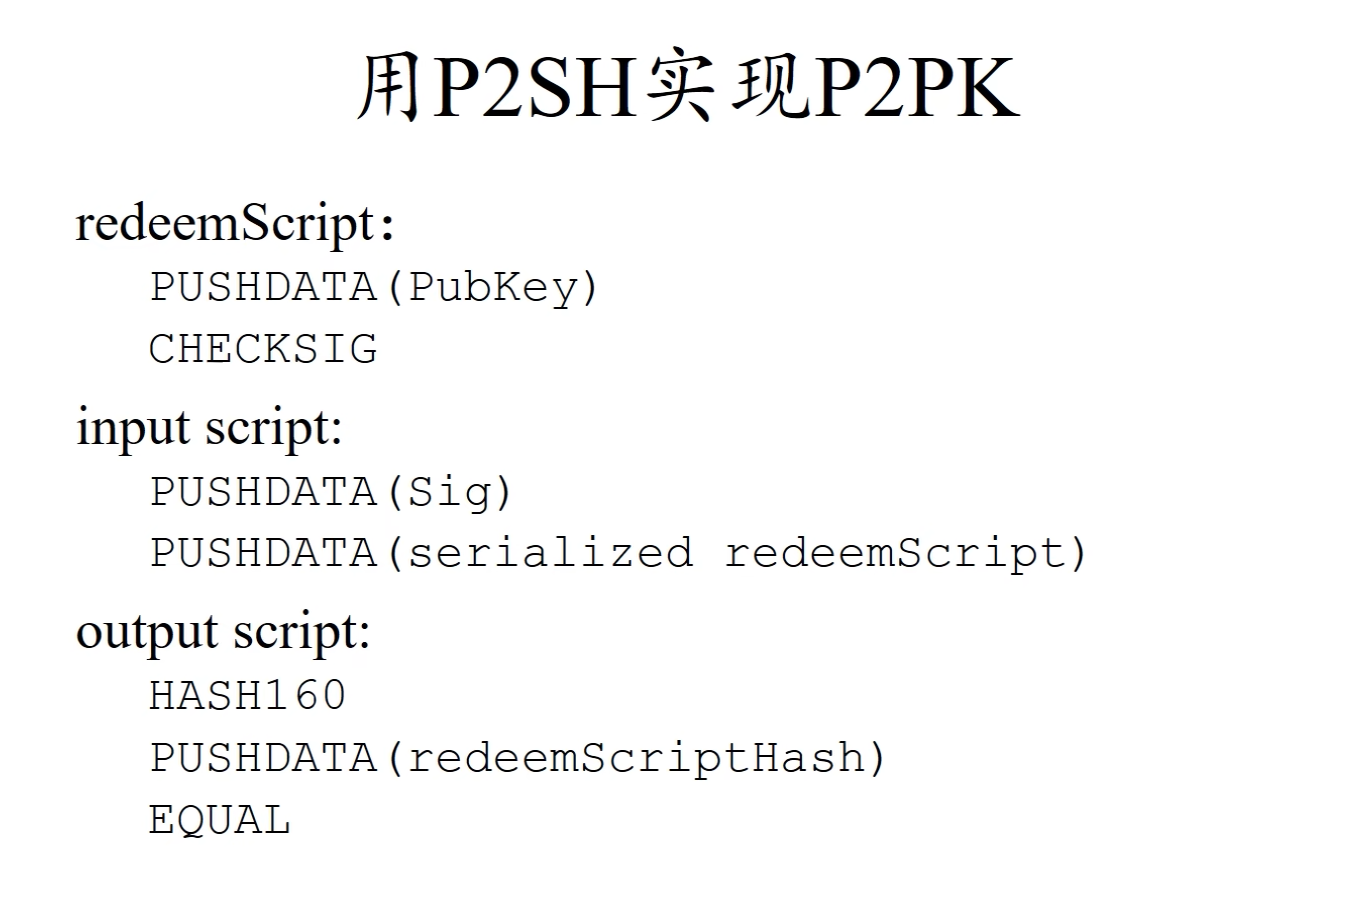 用P2SH实现P2PK
redeemScript：
PUSHDATA(PubKey)
CHECKSIG
input script:
PUSHDATA(Sig)
PUSHDATA(serialized redeemScript)
output script:
HASH160
PUSHDATA(redeemScriptHash)
EQUAL